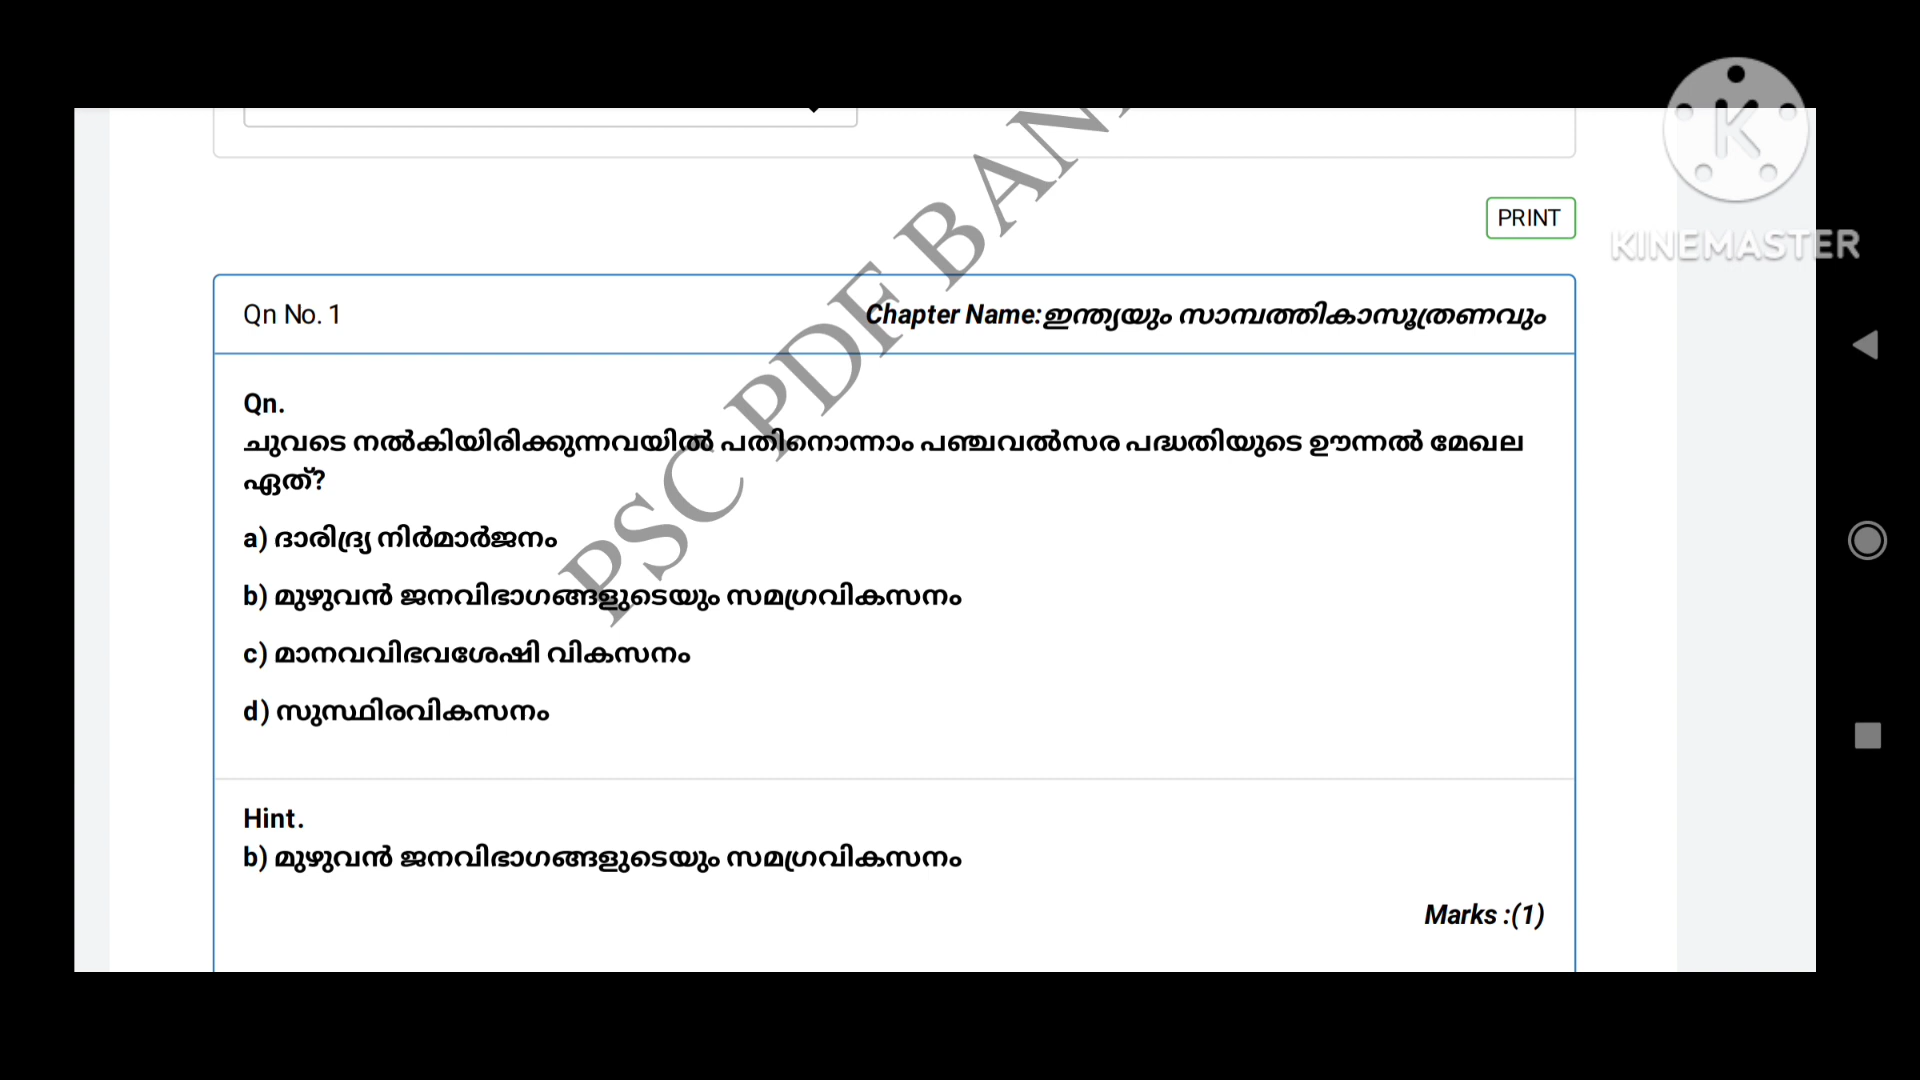 PRINT
KINEMASTER
Qn No. 1
Chapter Name:ഇന്ത്യയും സാമ്പത്തികാസൂത്രണവും
Qn.
ചുവടെ നൽകിയിരിക്കുന്നവയിൽ പതിനൊന്നാം പഞ്ചവൽസര പദ്ധതിയുടെ ഊന്നൽ മേഖല
ഏത്?
a) ദാരിദ്ര്യ നിർമാർജനം
b) മുഴുവൻ ജനവിഭാഗങ്ങളുടെയും സമഗ്രവികസനം
c) മാനവവിഭവശേഷി വികസനം
d) സുസ്ഥിരവികസനം
Hint.
b) മുഴുവൻ ജനവിഭാഗങ്ങളുടെയും സമഗ്രവികസനം
Marks :(1)
PSC PDF